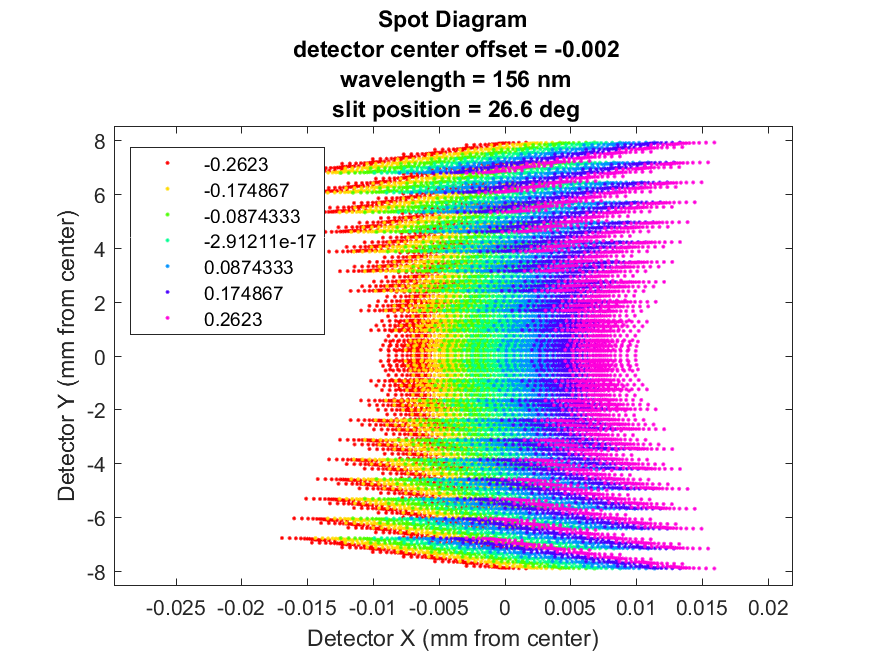 Spot Diagram
detector center offset = -0.002
wavelength = 156 nm
slit position = 26.6 deg
-0.2623
-0.174867
-0.0874333
-2.91211e-17
0.0874333
0.174867
0.2623
Detector Y (mm from center)
8
6
4
2
0
-2
-4
-6
-8
-0.025 -0.02 -0.015 -0.01 -0.005 0 0.005 0.01 0.015 0.02
Detector X (mm from center)